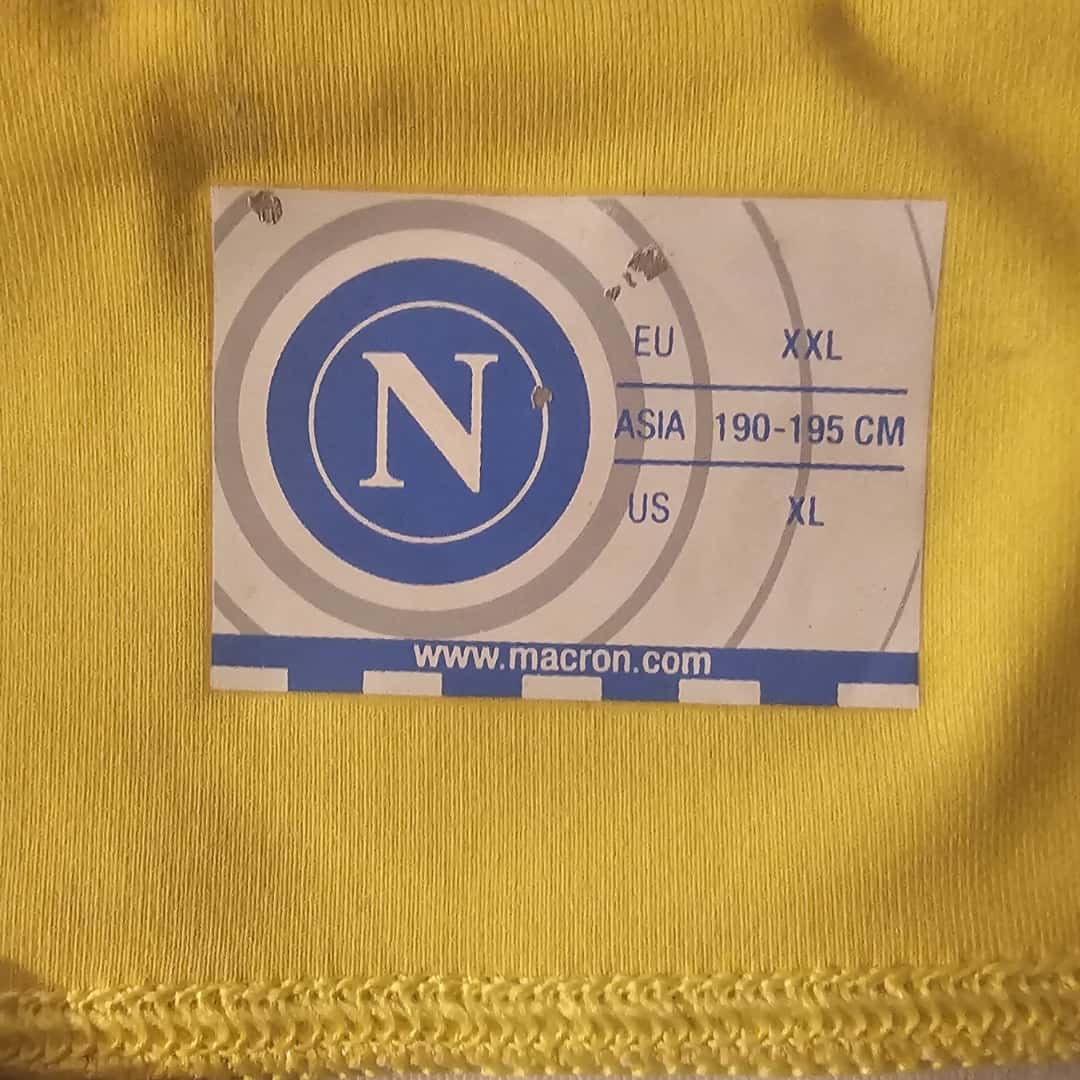 N
EU XXL
ASIA 190-195 CM
US XL
www.macron.com